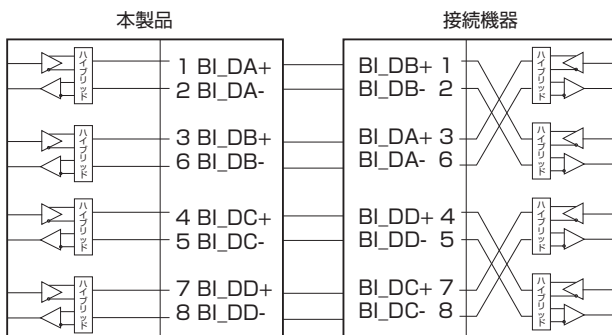 本製品
接続機器
ハイブリッド
1 BI_DA+
2 BI_DA-
BI_DB+ 1
BI_DB- 2
ハイブリッド
ハイブリッド
3 BI_DB+
6 BI_DB-
BI_DA+ 3
BI_DA- 6
ハイブリッド
ハイブリッド
4 BI_DC+
5 BI_DC-
BI_DD+ 4
BI_DD- 5
ハイブリッド
ハイブリッド
7 BI_DD+
8 BI_DD-
BI_DC+ 7
BI_DC- 8
ハイブリッド